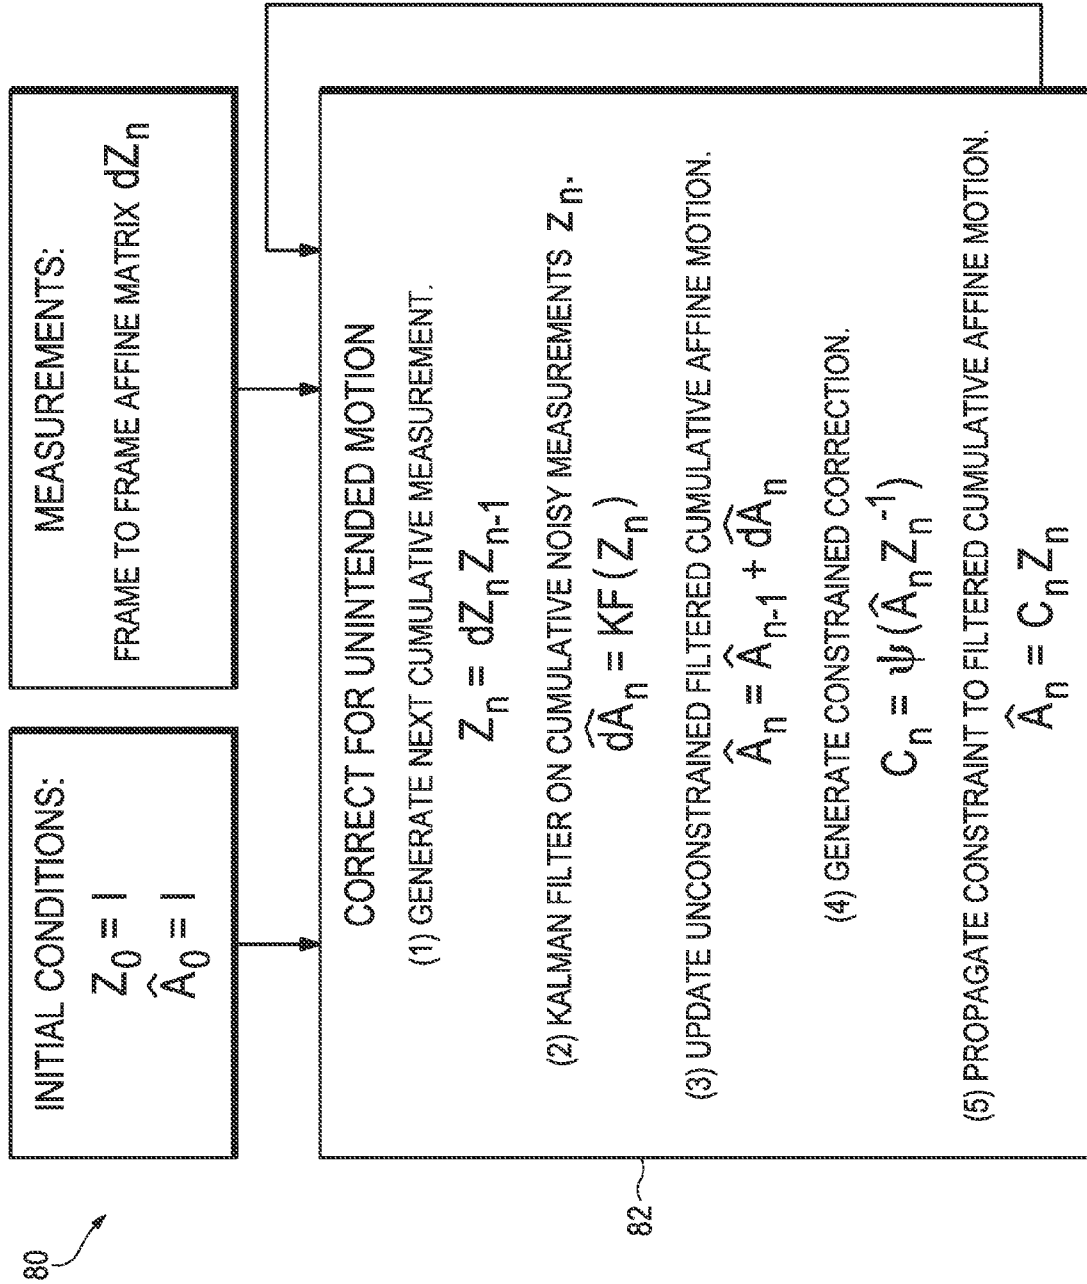 80
INITIAL CONDITIONS:
Z₀ = I
Â₀ = I
MEASUREMENTS:
FRAME TO FRAME AFFINE MATRIX dZₙ
82
CORRECT FOR UNINTENDED MOTION
(1) GENERATE NEXT CUMULATIVE MEASUREMENT.
Zₙ = dZₙ Zₙ₋₁
(2) KALMAN FILTER ON CUMULATIVE NOISY MEASUREMENTS zₙ.
d̂Aₙ = KF(Zₙ)
(3) UPDATE UNCONSTRAINED FILTERED CUMULATIVE AFFINE MOTION.
Âₙ = Âₙ₋₁ + d̂Aₙ
(4) GENERATE CONSTRAINED CORRECTION.
Cₙ = ψ(Âₙ Zₙ⁻¹)
(5) PROPAGATE CONSTRAINT TO FILTERED CUMULATIVE AFFINE MOTION.
Âₙ = Cₙ Zₙ